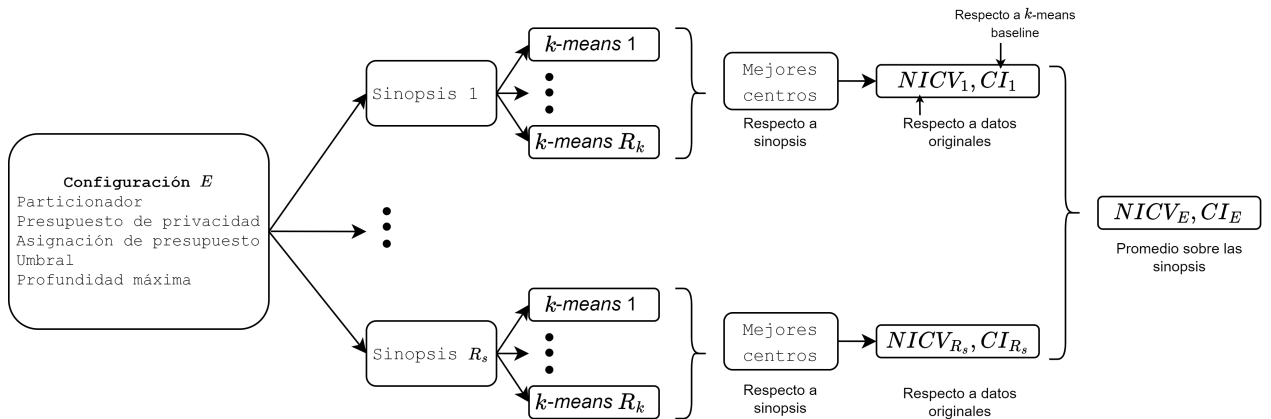 Configuración E
Particionador
Presupuesto de privacidad
Asignación de presupuesto
Umbral
Profundidad máxima
Sinopsis 1
k-means 1
k-means R_k
Mejores
centros
Respecto a
sinopsis
Respecto a k-means
baseline
NICV_1, CI_1
Respecto a datos
originales
Sinopsis R_s
k-means 1
k-means R_k
Mejores
centros
Respecto a
sinopsis
NICV_{R_s}, CI_{R_s}
Respecto a datos
originales
NICV_E, CI_E
Promedio sobre las
sinopsis